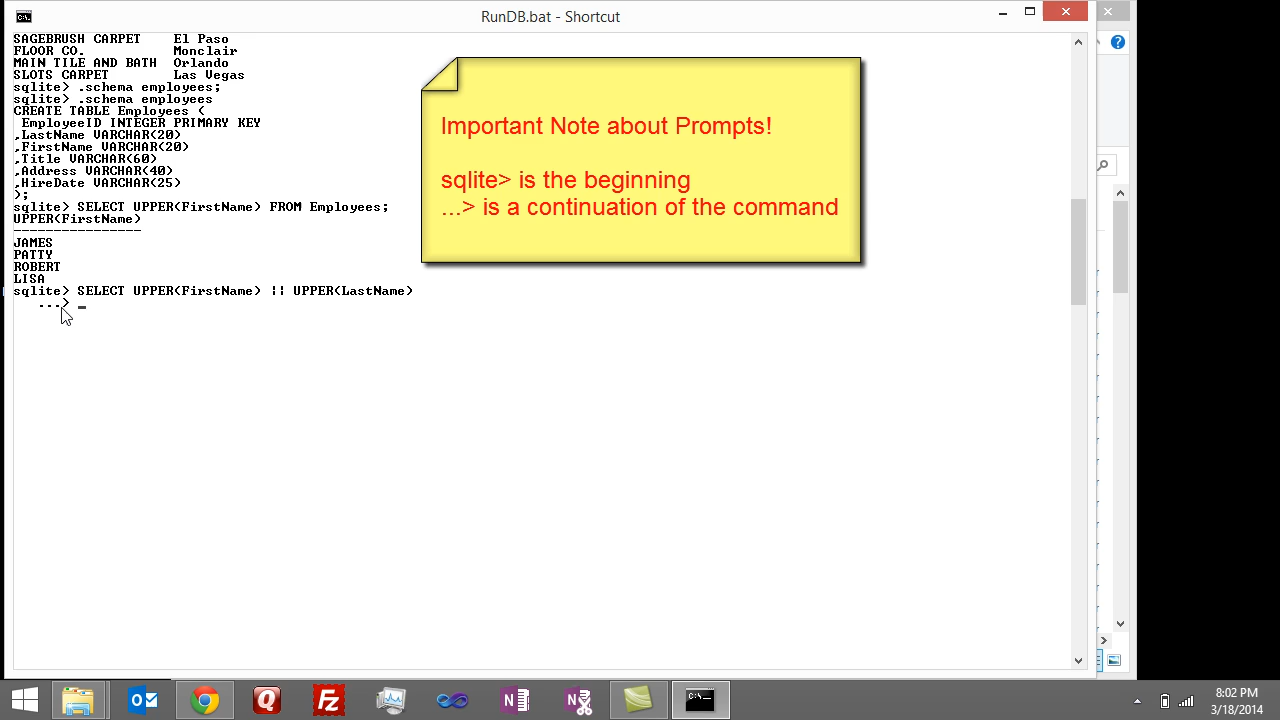 RunDB.bat - Shortcut
SAGEBRUSH CARPET    El Paso
FLOOR CO.           Monclair
MAIN TILE AND BATH  Orlando
SLOTS CARPET        Las Vegas
sqlite> .schema employees;
sqlite> .schema employees
CREATE TABLE Employees (
 EmployeeID INTEGER PRIMARY KEY
,LastName VARCHAR(20)
,FirstName VARCHAR(20)
,Title VARCHAR(60)
,Address VARCHAR(40)
,HireDate VARCHAR(25)
);
sqlite> SELECT UPPER(FirstName) FROM Employees;
UPPER(FirstName)
----------------
JAMES
PATTY
ROBERT
LISA
sqlite> SELECT UPPER(FirstName) || UPPER(LastName)
   ...> _
Important Note about Prompts!
sqlite> is the beginning
...> is a continuation of the command
8:02 PM
3/18/2014